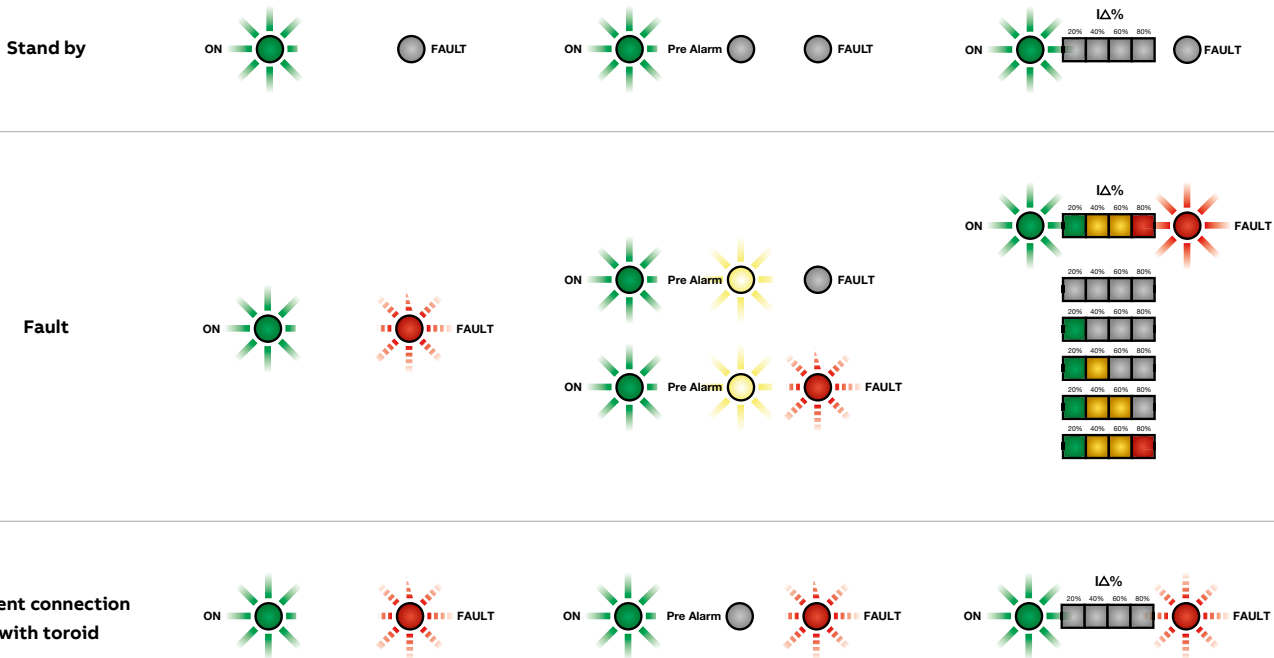 IΔ%
20% 40% 60% 80%
Stand by ON FAULT ON Pre Alarm FAULT ON FAULT
IΔ%
20% 40% 60% 80%
ON FAULT
ON Pre Alarm FAULT
20% 40% 60% 80%
20% 40% 60% 80%
Fault ON FAULT
20% 40% 60% 80%
ON Pre Alarm FAULT
20% 40% 60% 80%
20% 40% 60% 80%
IΔ%
20% 40% 60% 80%
connection
ON FAULT ON Pre Alarm FAULT ON FAULT
with toroid